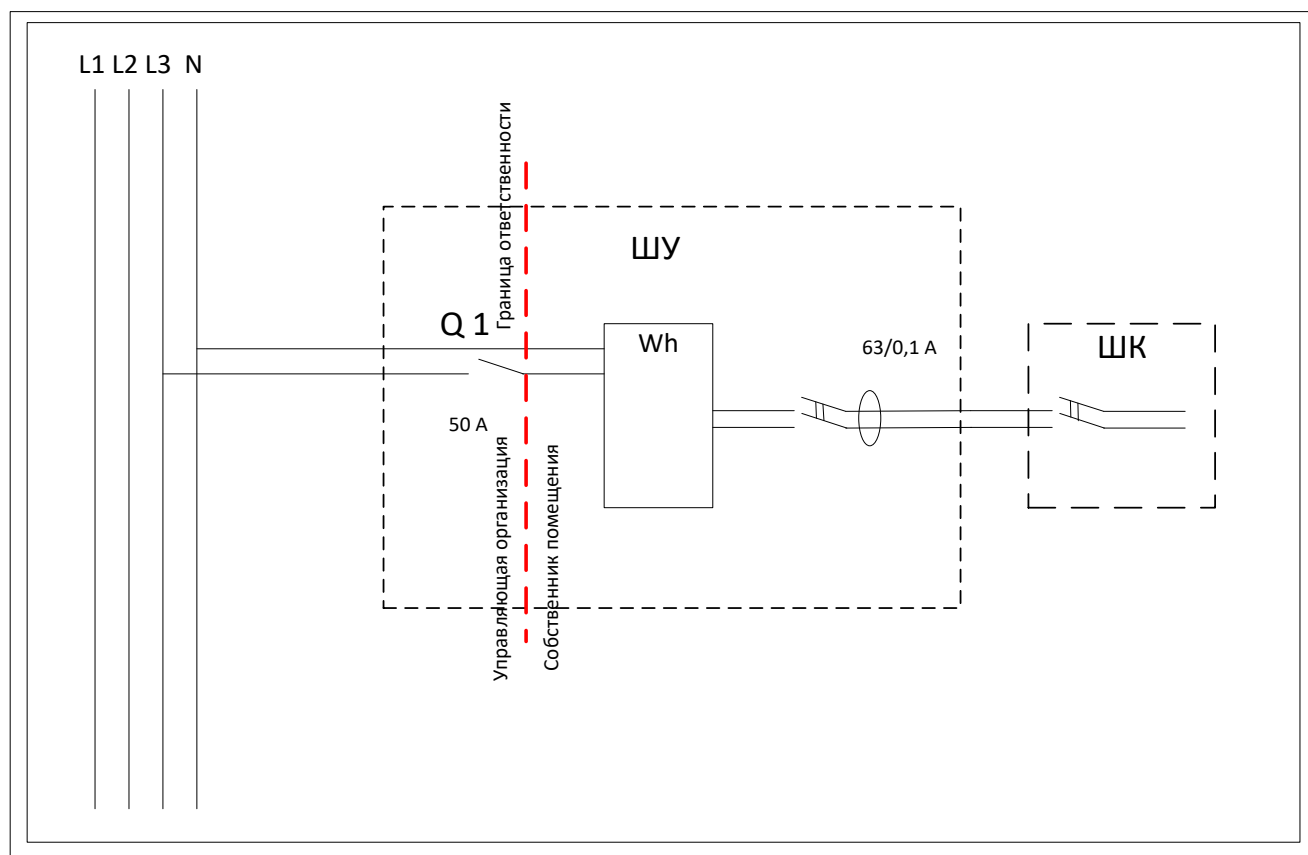 L1 L2 L3 N
Граница ответственности
ШУ
Q 1
Wh
63/0,1 А
ШК
50 А
Управляющая организация
Собственник помещения